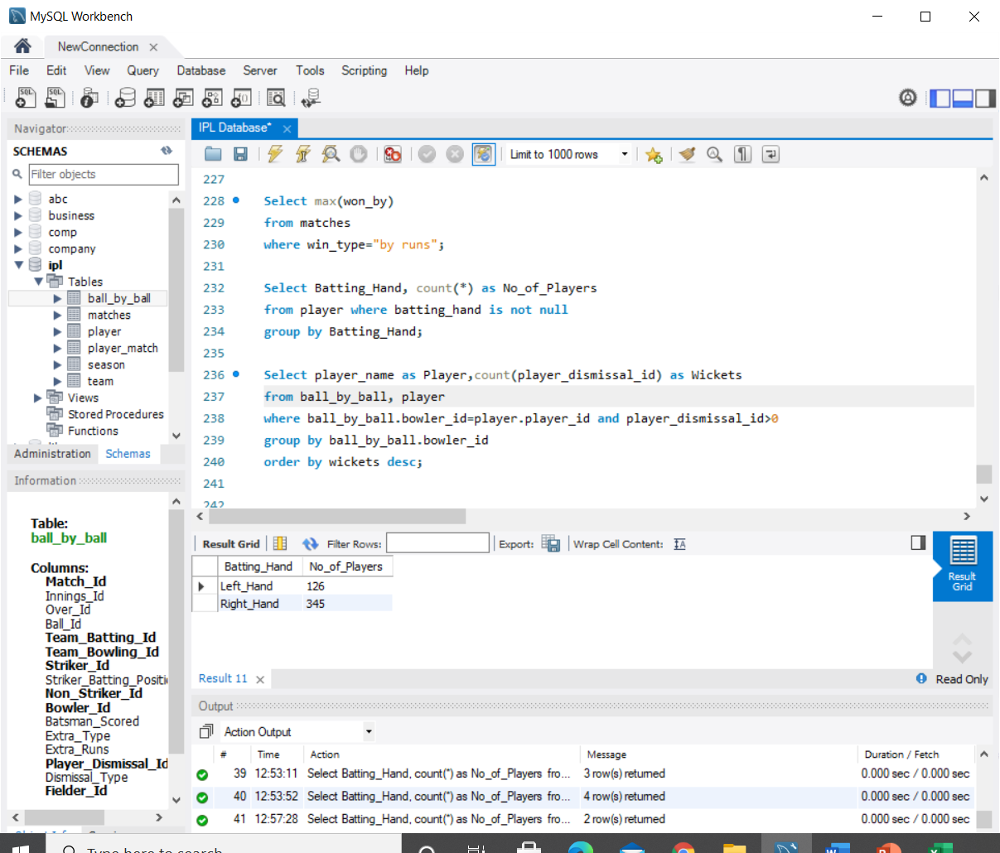 MySQL Workbench
NewConnection
File Edit View Query Database Server Tools Scripting Help
Navigator
SCHEMAS
Filter objects
abc
business
comp
company
ipl
Tables
ball_by_ball
matches
player
player_match
season
team
Views
Stored Procedures
Functions
Administration Schemas
Information
Table:
ball_by_ball
Columns:
Match_Id
Innings_Id
Over_Id
Ball_Id
Team_Batting_Id
Team_Bowling_Id
Striker_Id
Striker_Batting_Positi
Non_Striker_Id
Bowler_Id
Batsman_Scored
Extra_Type
Extra_Runs
Player_Dismissal_Id
Dismissal_Type
Fielder_Id
IPL Database*
Limit to 1000 rows
227
228 Select max(won_by)
229 from matches
230 where win_type="by runs";
231
232 Select Batting_Hand, count(*) as No_of_Players
233 from player where batting_hand is not null
234 group by Batting_Hand;
235
236 Select player_name as Player,count(player_dismissal_id) as Wickets
237 from ball_by_ball, player
238 where ball_by_ball.bowler_id=player.player_id and player_dismissal_id>0
239 group by ball_by_ball.bowler_id
240 order by wickets desc;
241
242
Result Grid Filter Rows: Export: Wrap Cell Content:
Batting_Hand No_of_Players
Left_Hand 126
Right_Hand 345
Result
Grid
Result 11 Read Only
Output
Action Output
# Time Action Message Duration / Fetch
39 12:53:11 Select Batting_Hand, count(*) as No_of_Players fro... 3 row(s) returned 0.000 sec / 0.000 sec
40 12:53:52 Select Batting_Hand, count(*) as No_of_Players fro... 4 row(s) returned 0.000 sec / 0.000 sec
41 12:57:28 Select Batting_Hand, count(*) as No_of_Players fro... 2 row(s) returned 0.000 sec / 0.000 sec
Type here to search